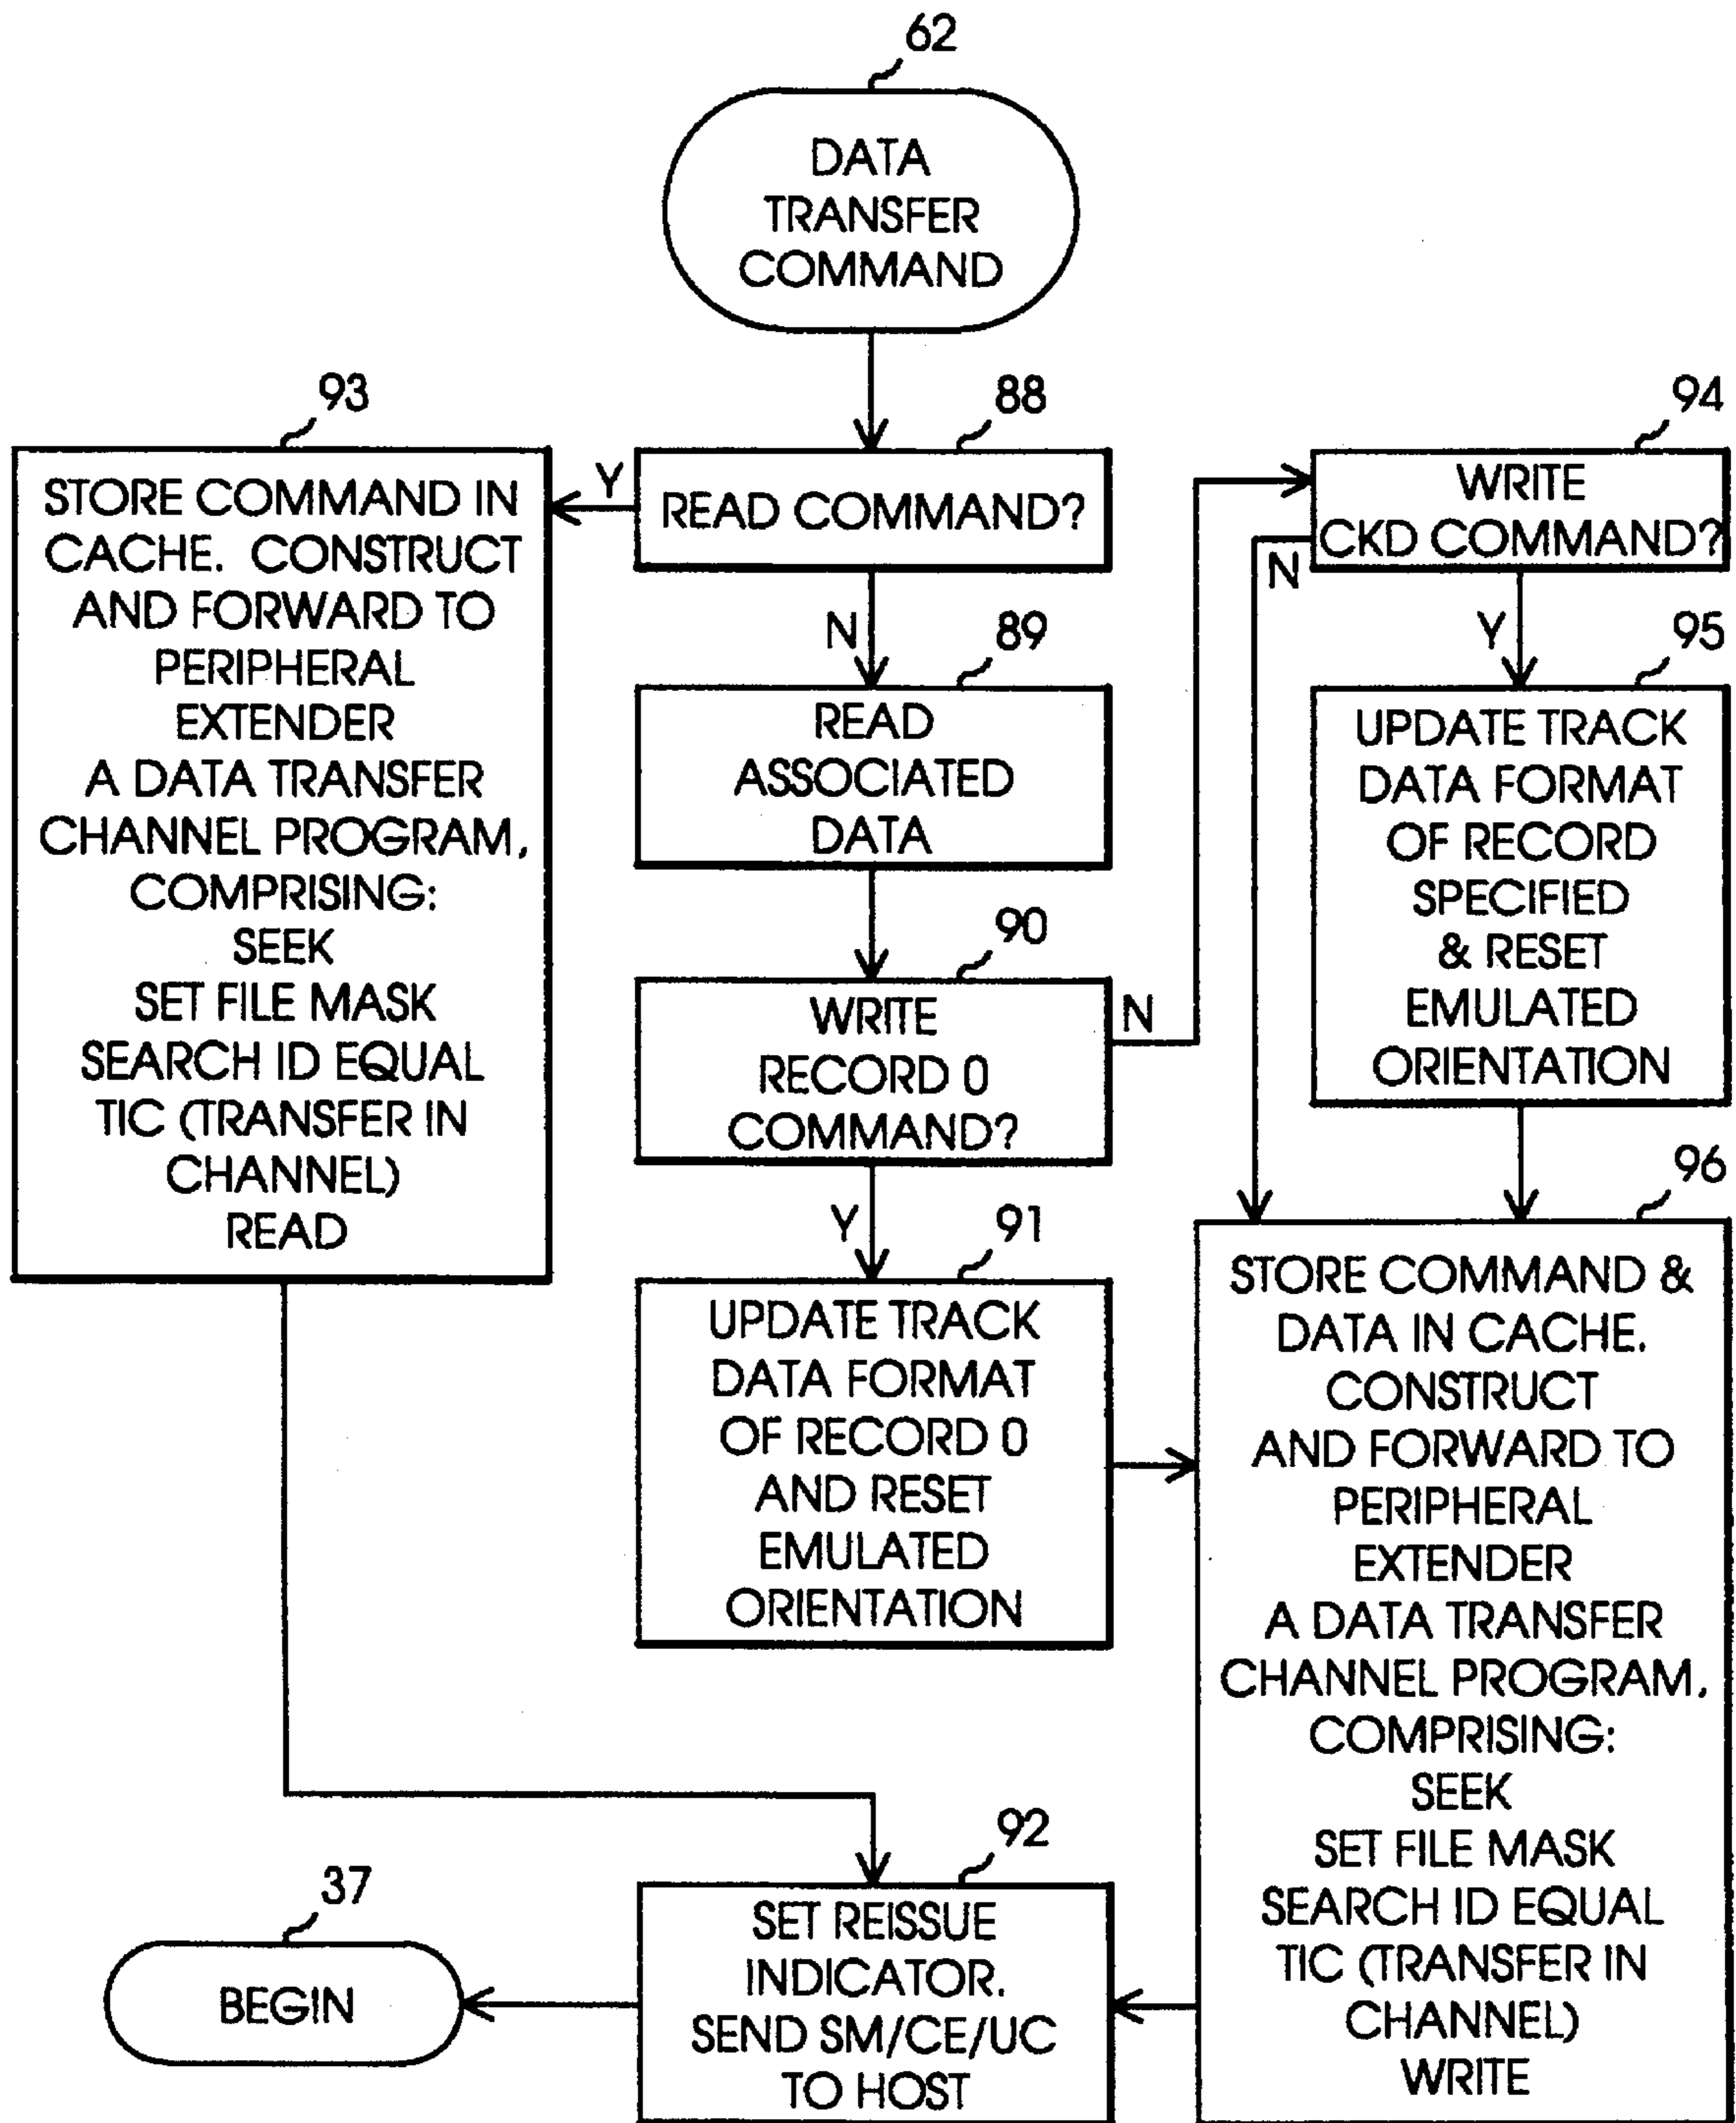 62
DATA
TRANSFER
COMMAND
93
STORE COMMAND IN
CACHE. CONSTRUCT
AND FORWARD TO
PERIPHERAL
EXTENDER
A DATA TRANSFER
CHANNEL PROGRAM,
COMPRISING:
SEEK
SET FILE MASK
SEARCH ID EQUAL
TIC (TRANSFER IN
CHANNEL)
READ
Y
88
READ COMMAND?
N
89
READ
ASSOCIATED
DATA
90
WRITE
RECORD 0
COMMAND?
N
Y
91
UPDATE TRACK
DATA FORMAT
OF RECORD 0
AND RESET
EMULATED
ORIENTATION
94
WRITE
CKD COMMAND?
N
Y
95
UPDATE TRACK
DATA FORMAT
OF RECORD
SPECIFIED
& RESET
EMULATED
ORIENTATION
96
STORE COMMAND &
DATA IN CACHE.
CONSTRUCT
AND FORWARD TO
PERIPHERAL
EXTENDER
A DATA TRANSFER
CHANNEL PROGRAM,
COMPRISING:
SEEK
SET FILE MASK
SEARCH ID EQUAL
TIC (TRANSFER IN
CHANNEL)
WRITE
92
SET REISSUE
INDICATOR.
SEND SM/CE/UC
TO HOST
37
BEGIN